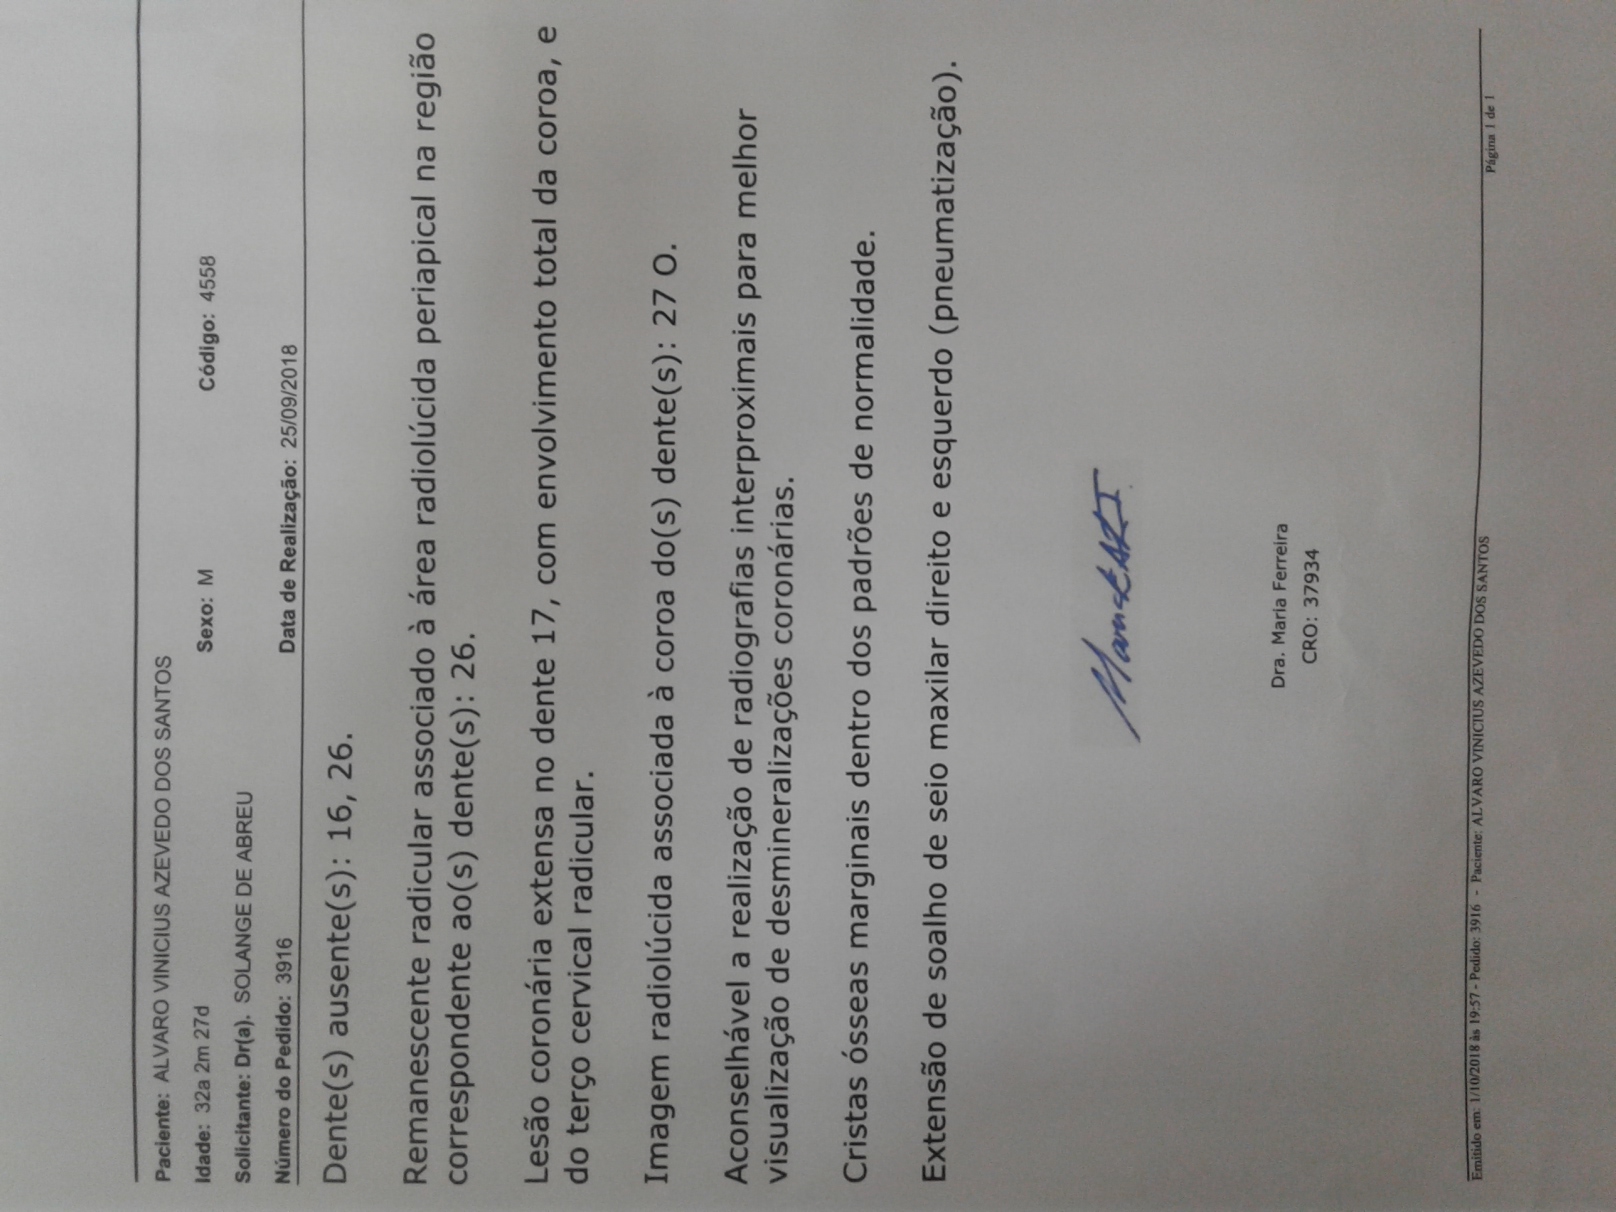 Paciente: ALVARO VINICIUS AZEVEDO DOS SANTOS
Idade: 32a 2m 27d Sexo: M Código: 4558
Solicitante: Dr(a). SOLANGE DE ABREU
Número do Pedido: 3916 Data de Realização: 25/09/2018
Dente(s) ausente(s): 16, 26.
Remanescente radicular associado à área radiolúcida periapical na região
correspondente ao(s) dente(s): 26.
Lesão coronária extensa no dente 17, com envolvimento total da coroa, e
do terço cervical radicular.
Imagem radiolúcida associada à coroa do(s) dente(s): 27 O.
Aconselhável a realização de radiografias interproximais para melhor
visualização de desmineralizações coronárias.
Cristas ósseas marginais dentro dos padrões de normalidade.
Extensão de soalho de seio maxilar direito e esquerdo (pneumatização).
Dra. Maria Ferreira
CRO: 37934
Emitido em: 1/10/2018 às 19:57 - Pedido: 3916 - Paciente: ALVARO VINICIUS AZEVEDO DOS SANTOS
Página 1 de 1